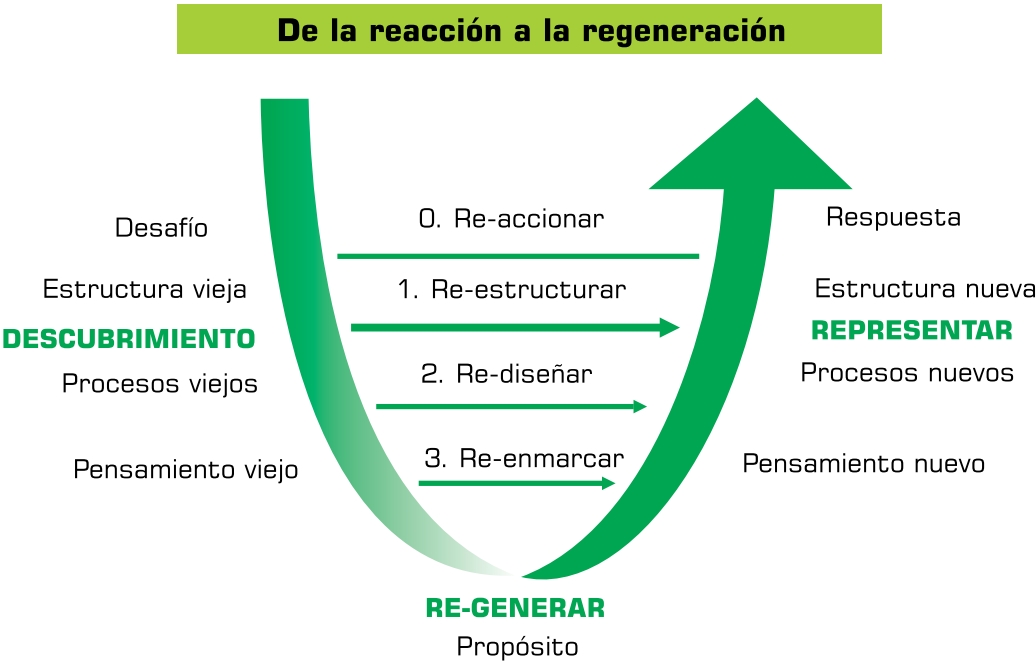 De la reacción a la regeneración
Desafío
0. Re-accionar
Respuesta
Estructura vieja
1. Re-estructurar
Estructura nueva
DESCUBRIMIENTO
REPRESENTAR
Procesos viejos
2. Re-diseñar
Procesos nuevos
Pensamiento viejo
3. Re-enmarcar
Pensamiento nuevo
RE-GENERAR
Propósito